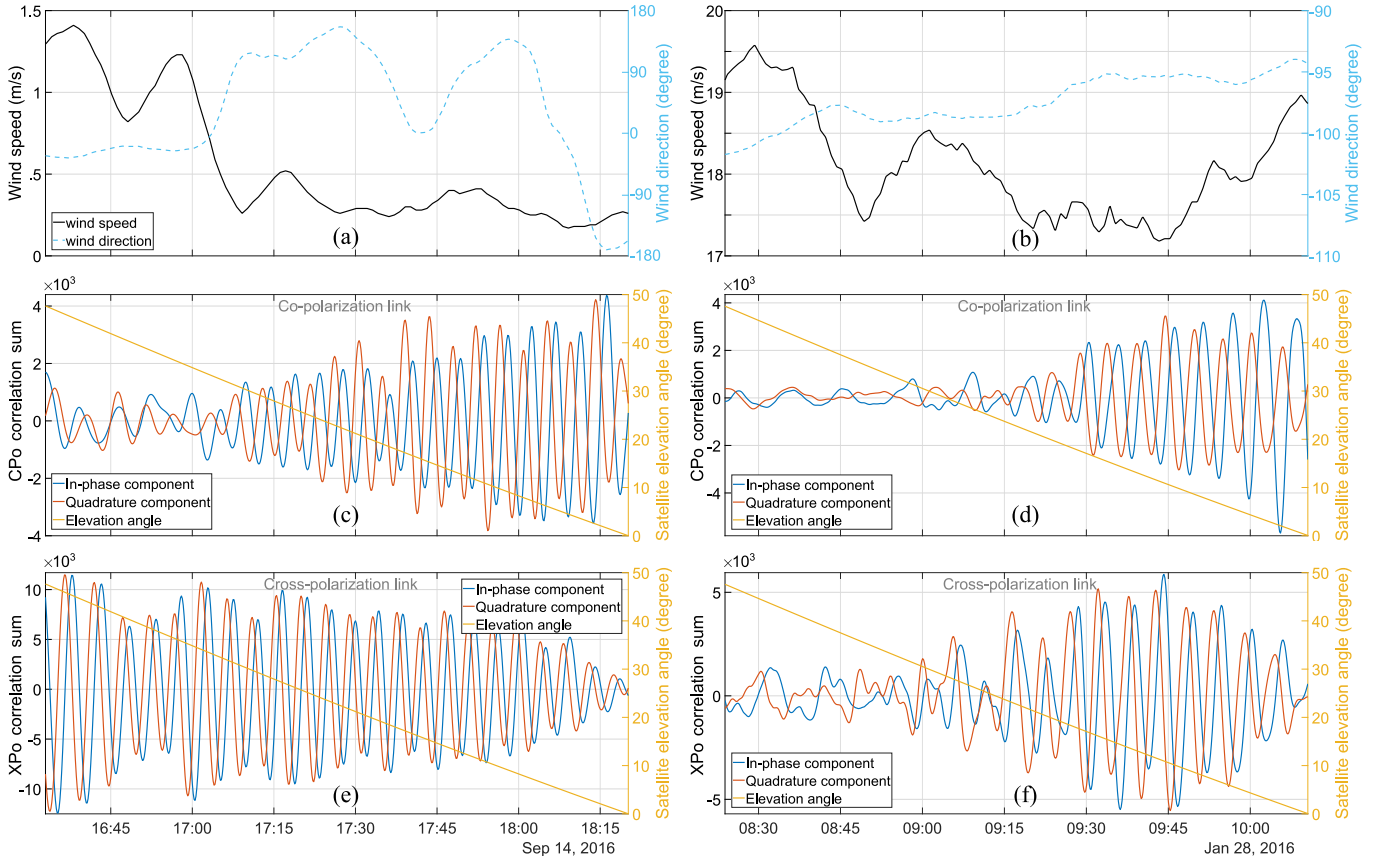 1.5
1
.5
0
Wind speed (m/s)
180
90
0
-90
-180
Wind direction (degree)
wind speed
wind direction
(a)
20
19
18
17
Wind speed (m/s)
-90
-95
-100
-105
-110
Wind direction (degree)
(b)
×10³
4
2
0
-2
-4
CPo correlation sum
Co-polarization link
50
40
30
20
10
0
Satellite elevation angle (degree)
In-phase component
Quadrature component
Elevation angle
(c)
×10³
4
2
0
-2
-4
CPo correlation sum
Co-polarization link
50
40
30
20
10
0
Satellite elevation angle (degree)
In-phase component
Quadrature component
Elevation angle
(d)
×10³
10
5
0
-5
-10
XPo correlation sum
Cross-polarization link
In-phase component
Quadrature component
Elevation angle
50
40
30
20
10
0
Satellite elevation angle (degree)
(e)
16:45 17:00 17:15 17:30 17:45 18:00 18:15
Sep 14, 2016
×10³
5
0
-5
XPo correlation sum
Cross-polarization link
50
40
30
20
10
0
Satellite elevation angle (degree)
In-phase component
Quadrature component
Elevation angle
(f)
08:30 08:45 09:00 09:15 09:30 09:45 10:00
Jan 28, 2016